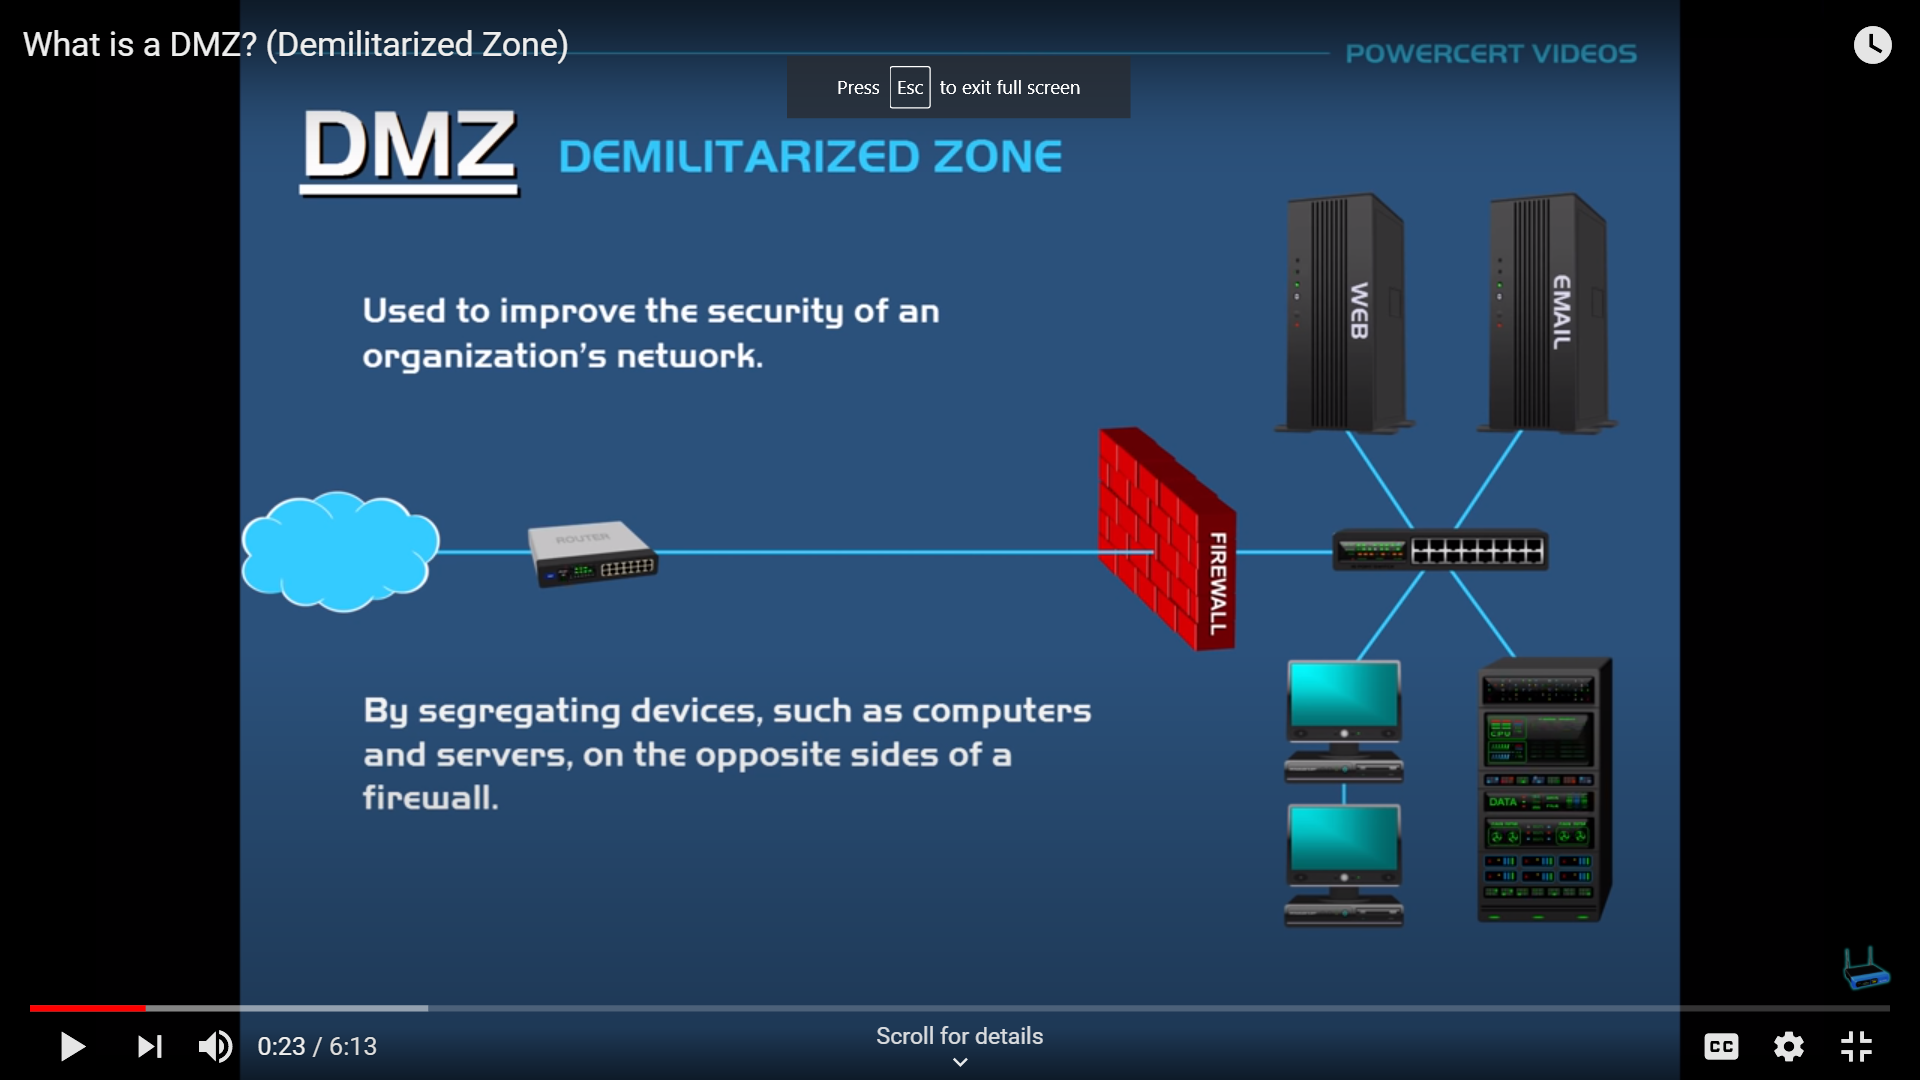 What is a DMZ? (Demilitarized Zone)
POWERCERT VIDEOS
Press Esc to exit full screen
DMZ DEMILITARIZED ZONE
Used to improve the security of an
organization's network.
WEB
EMAIL
ROUTER
FIREWALL
By segregating devices, such as computers
and servers, on the opposite sides of a
firewall.
CPU
DATA
0:23 / 6:13
Scroll for details
CC